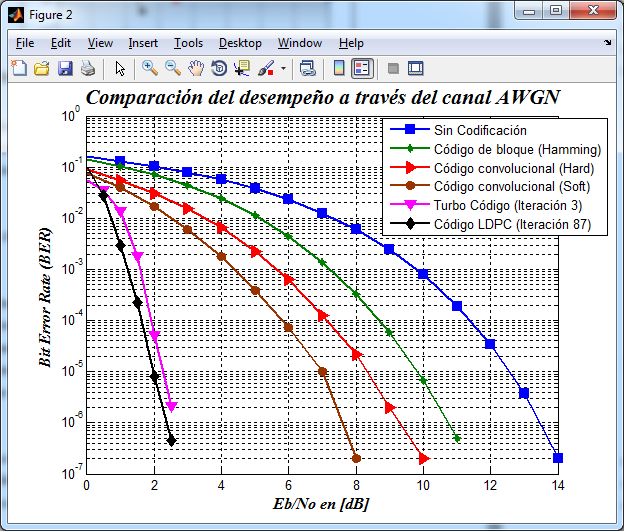 Figure 2
File Edit View Insert Tools Desktop Window Help
Comparación del desempeño a través del canal AWGN
10^0
10^-1
10^-2
10^-3
10^-4
10^-5
10^-6
10^-7
Bit Error Rate (BER)
Sin Codificación
Código de bloque (Hamming)
Código convolucional (Hard)
Código convolucional (Soft)
Turbo Código (Iteración 3)
Código LDPC (Iteración 87)
0 2 4 6 8 10 12 14
Eb/No en [dB]